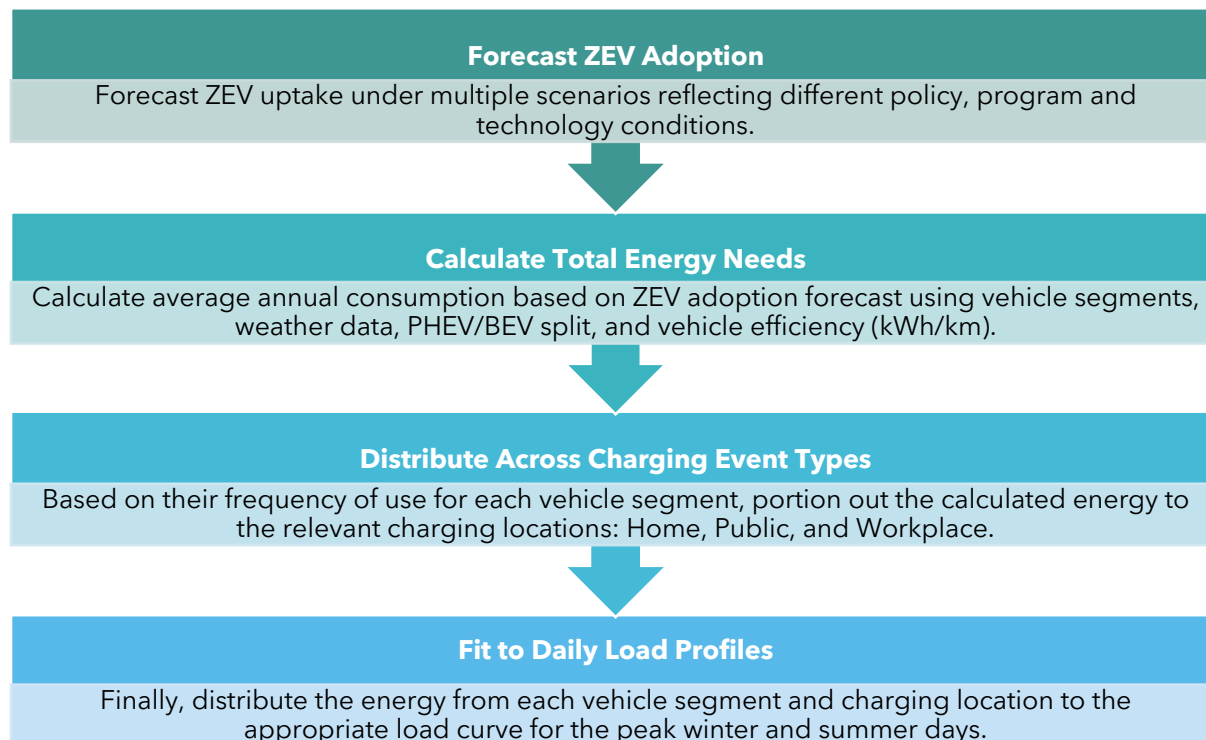 Forecast ZEV Adoption
Forecast ZEV uptake under multiple scenarios reflecting different policy, program and
technology conditions.
Calculate Total Energy Needs
Calculate average annual consumption based on ZEV adoption forecast using vehicle segments,
weather data, PHEV/BEV split, and vehicle efficiency (kWh/km).
Distribute Across Charging Event Types
Based on their frequency of use for each vehicle segment, portion out the calculated energy to
the relevant charging locations: Home, Public, and Workplace.
Fit to Daily Load Profiles
Finally, distribute the energy from each vehicle segment and charging location to the
appropriate load curve for the peak winter and summer days.